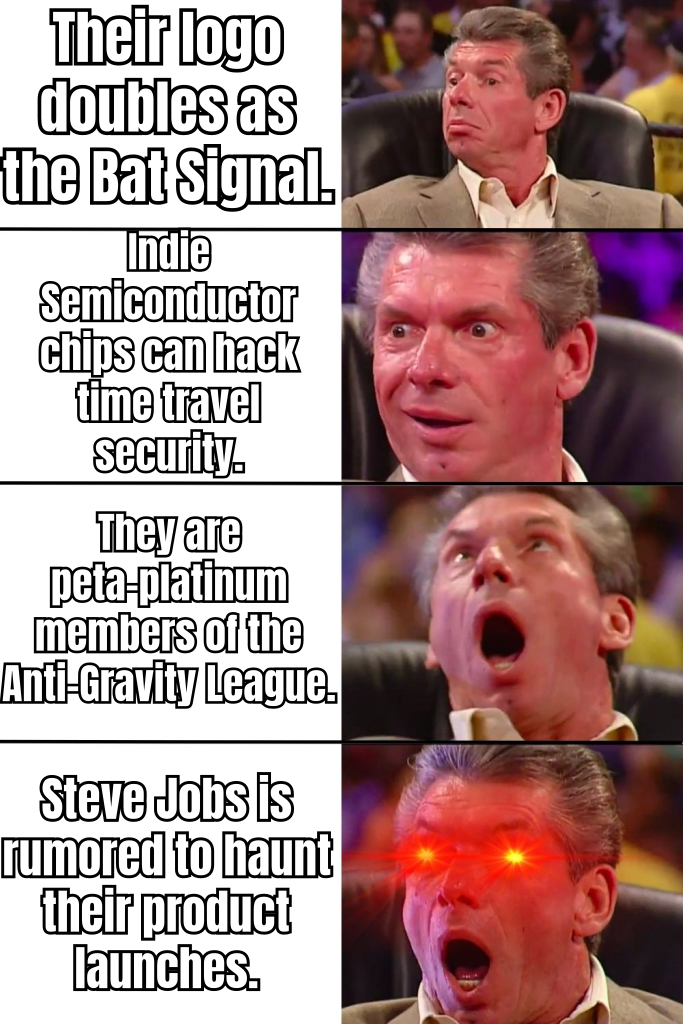 Their logo
doubles as
the Bat Signal.
Indie
Semiconductor
chips can hack
time travel
security.
They are
peta-platinum
members of the
Anti-Gravity League.
Steve Jobs is
rumored to haunt
their product
launches.